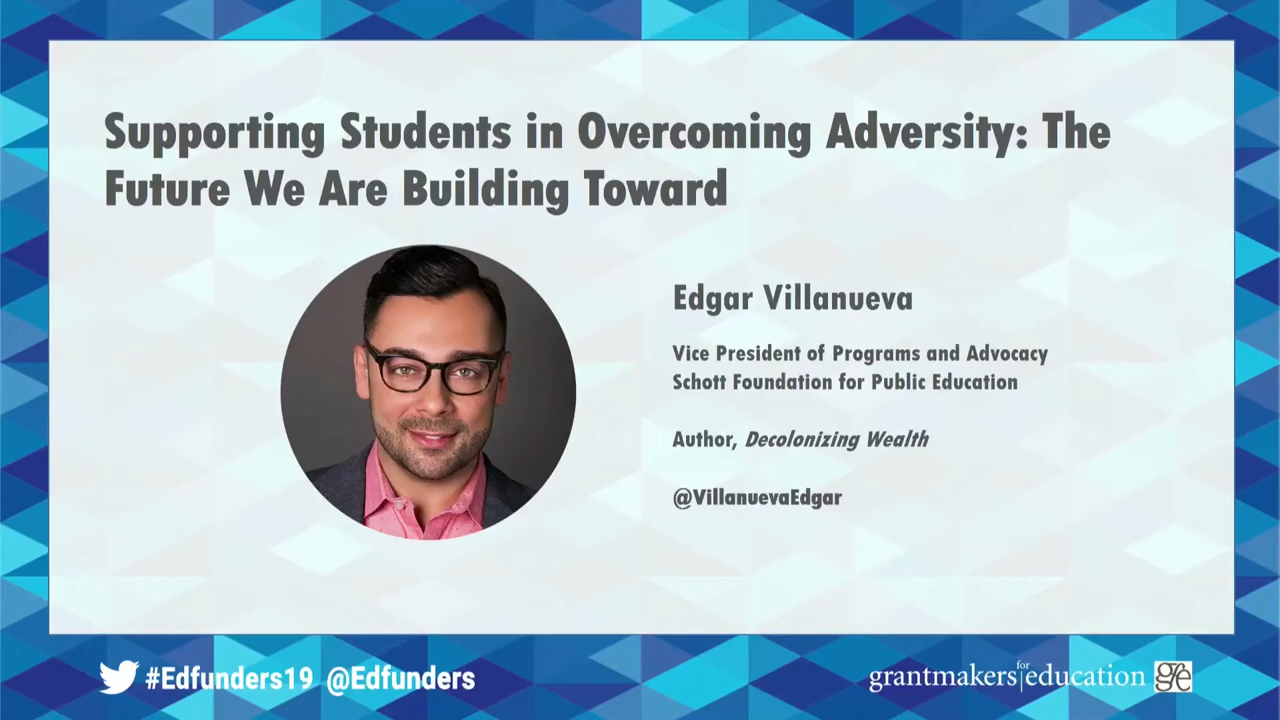 Supporting Students in Overcoming Adversity: The
Future We Are Building Toward
Edgar Villanueva
Vice President of Programs and Advocacy
Schott Foundation for Public Education
Author, Decolonizing Wealth
@VillanuevaEdgar
#Edfunders19 @Edfunders
grantmakers for education gfe